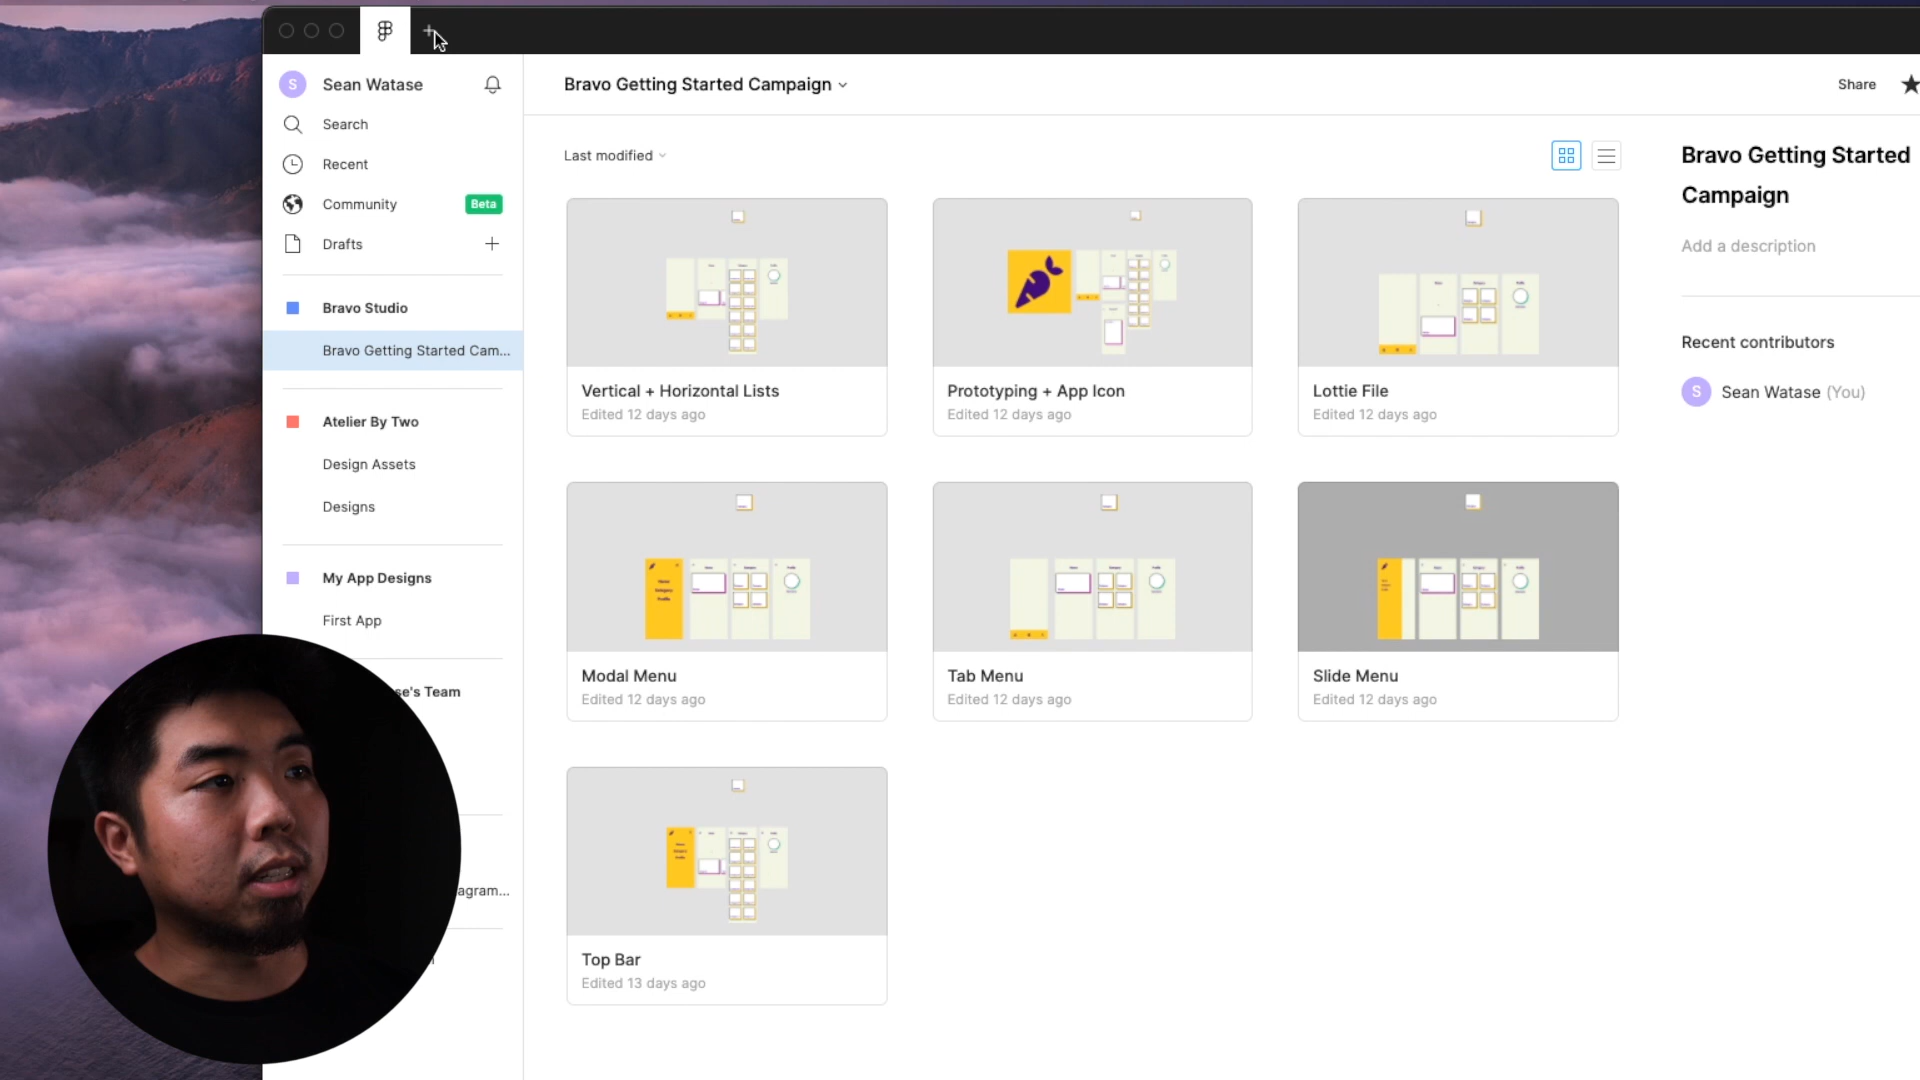 S Sean Watase
Search
Recent
Community Beta
Drafts
Bravo Studio
Bravo Getting Started Cam...
Atelier By Two
Design Assets
Designs
My App Designs
First App
se's Team
agram...
Bravo Getting Started Campaign
Share
Last modified
Vertical + Horizontal Lists
Edited 12 days ago
Prototyping + App Icon
Edited 12 days ago
Lottie File
Edited 12 days ago
Modal Menu
Edited 12 days ago
Tab Menu
Edited 12 days ago
Slide Menu
Edited 12 days ago
Top Bar
Edited 13 days ago
Bravo Getting Started
Campaign
Add a description
Recent contributors
S Sean Watase (You)